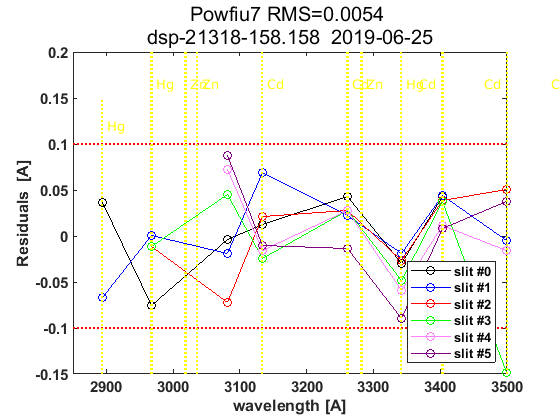 Powfiu7 RMS=0.0054
dsp-21318-158.158 2019-06-25
0.2
0.15
0.1
0.05
0
-0.05
-0.1
-0.15
Residuals [A]
Hg
Hg
Zn
Zn
Cd
Cd
Zn
Hg
Cd
Cd
slit #0
slit #1
slit #2
slit #3
slit #4
slit #5
2900
3000
3100
3200
3300
3400
3500
wavelength [A]